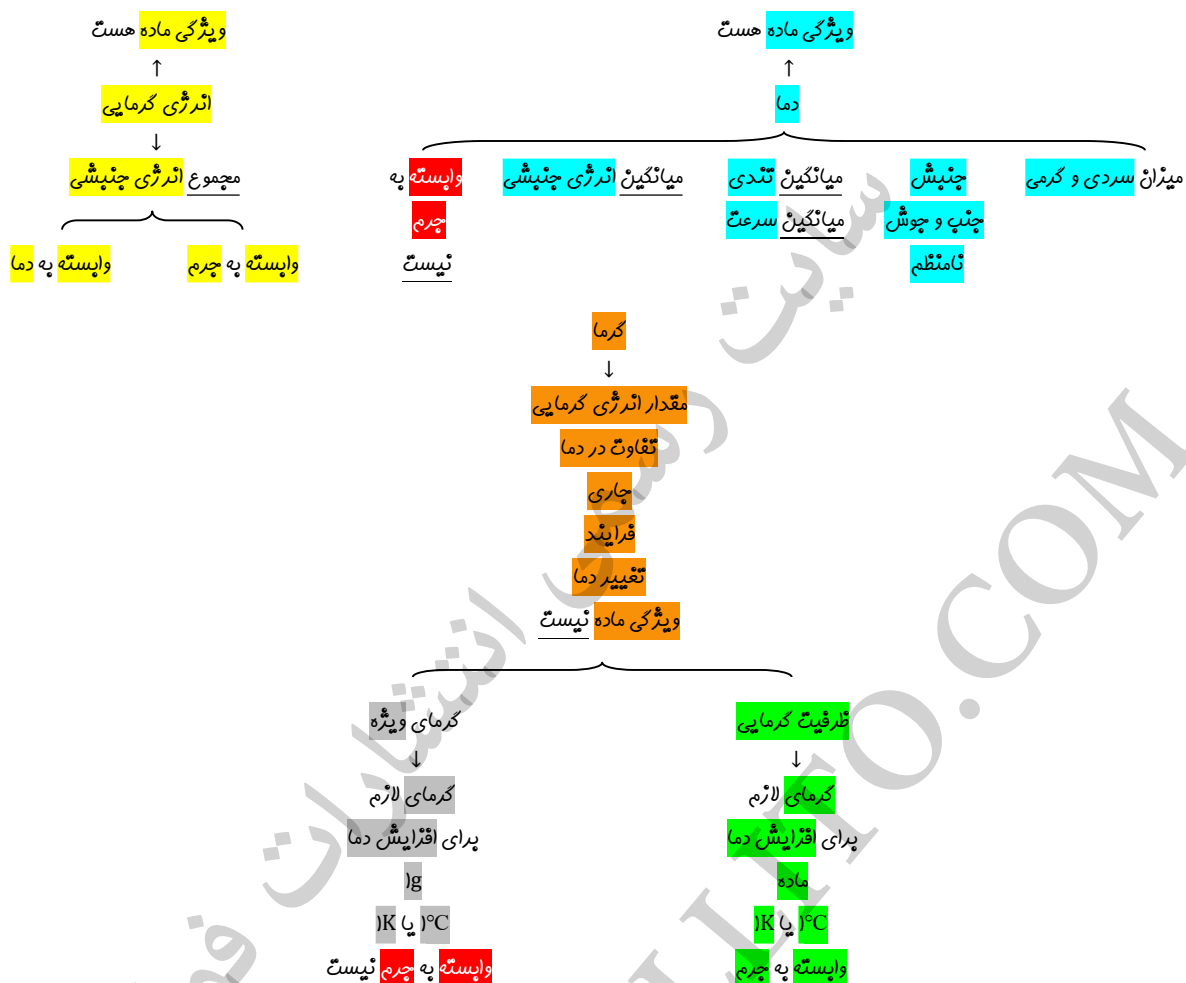 ویژگی ماده هست
↑
دما
میزان سردی و گرمی
جنبش
جنب و جوش
نامنظم
میانگین تندی
میانگین سرعت
میانگین انرژی جنبشی
وابسته به
جرم
نیست
ویژگی ماده هست
↑
انرژی گرمایی
↓
مجموع انرژی جنبشی
وابسته به جرم
وابسته به دما
گرما
↓
مقدار انرژی گرمایی
تفاوت در دما
جاری
فرایند
تغییر دما
ویژگی ماده نیست
ظرفیت گرمایی
↓
گرمای لازم
برای افزایش دما
ماده
)°C یا K(
وابسته به جرم
گرمای ویژه
↓
گرمای لازم
برای افزایش دما
)g(
)°C یا K(
وابسته به جرم نیست
سایت رسمی انتشارات